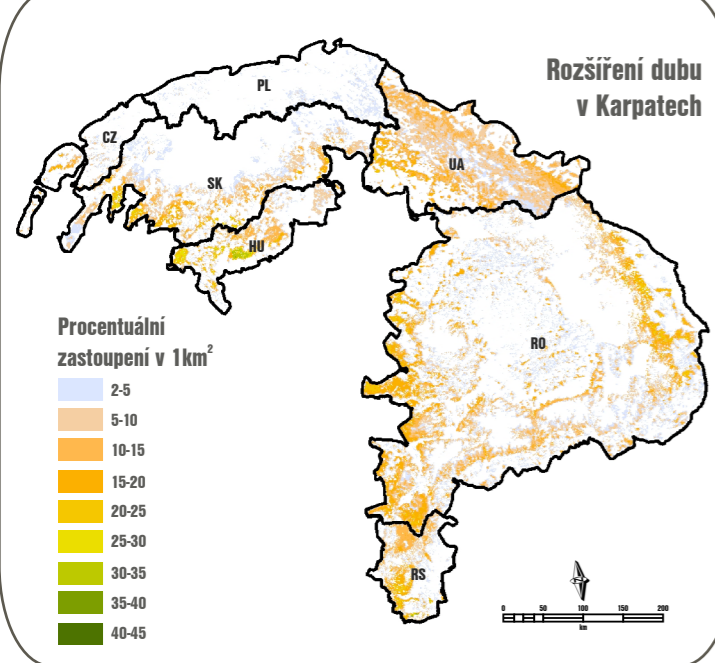 Rozšíření dubu
v Karpatech
PL
CZ
SK
UA
HU
RO
RS
Procentuální
zastoupení v 1km²
2-5
5-10
10-15
15-20
20-25
25-30
30-35
35-40
40-45
0 50 100 150 200
km